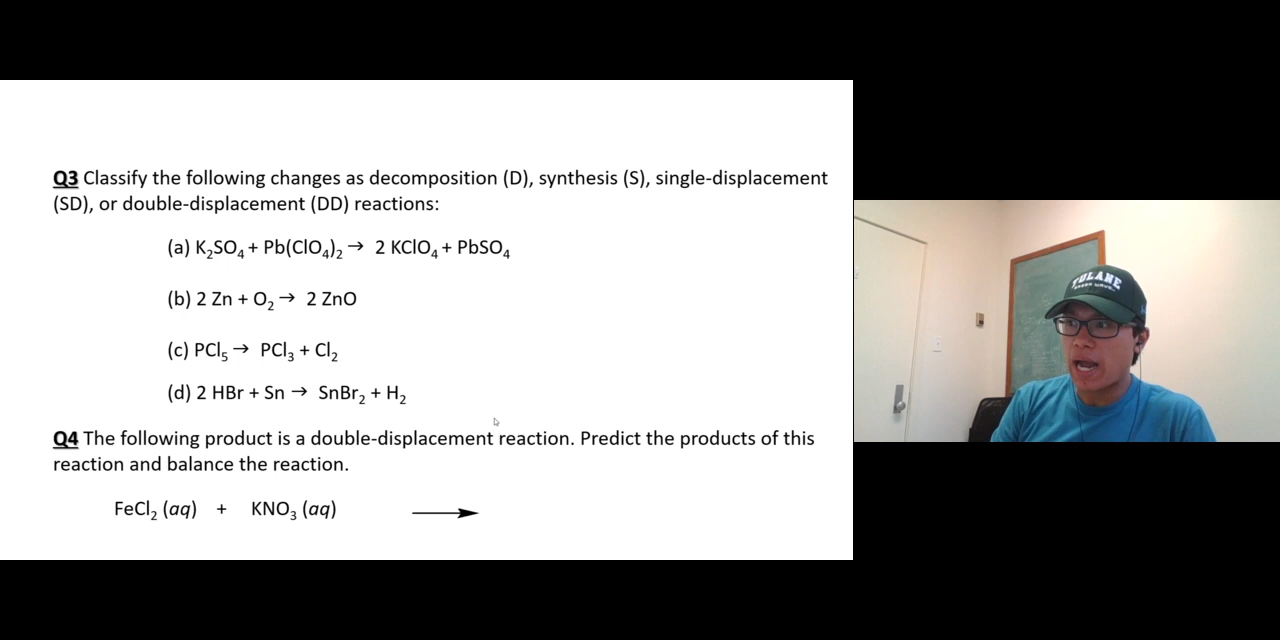 Q3 Classify the following changes as decomposition (D), synthesis (S), single-displacement
(SD), or double-displacement (DD) reactions:
(a) K₂SO₄ + Pb(ClO₄)₂ → 2 KClO₄ + PbSO₄
(b) 2 Zn + O₂ → 2 ZnO
(c) PCl₅ → PCl₃ + Cl₂
(d) 2 HBr + Sn → SnBr₂ + H₂
Q4 The following product is a double-displacement reaction. Predict the products of this
reaction and balance the reaction.
FeCl₂ (aq) + KNO₃ (aq) ⟶
TULANE